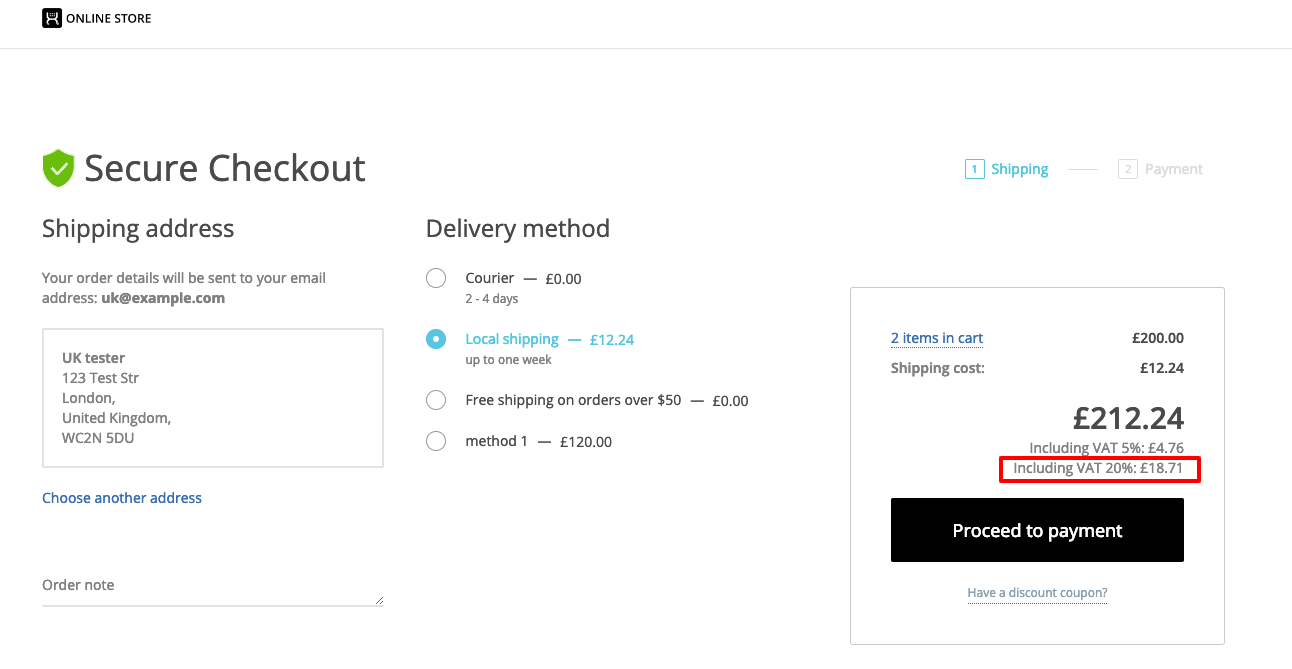 ONLINE STORE
Secure Checkout
1 Shipping
2 Payment
Shipping address
Your order details will be sent to your email
address: uk@example.com
UK tester
123 Test Str
London,
United Kingdom,
WC2N 5DU
Choose another address
Order note
Delivery method
Courier — £0.00
2 - 4 days
Local shipping — £12.24
up to one week
Free shipping on orders over $50 — £0.00
method 1 — £120.00
2 items in cart £200.00
Shipping cost: £12.24
£212.24
Including VAT 5%: £4.76
Including VAT 20%: £18.71
Proceed to payment
Have a discount coupon?